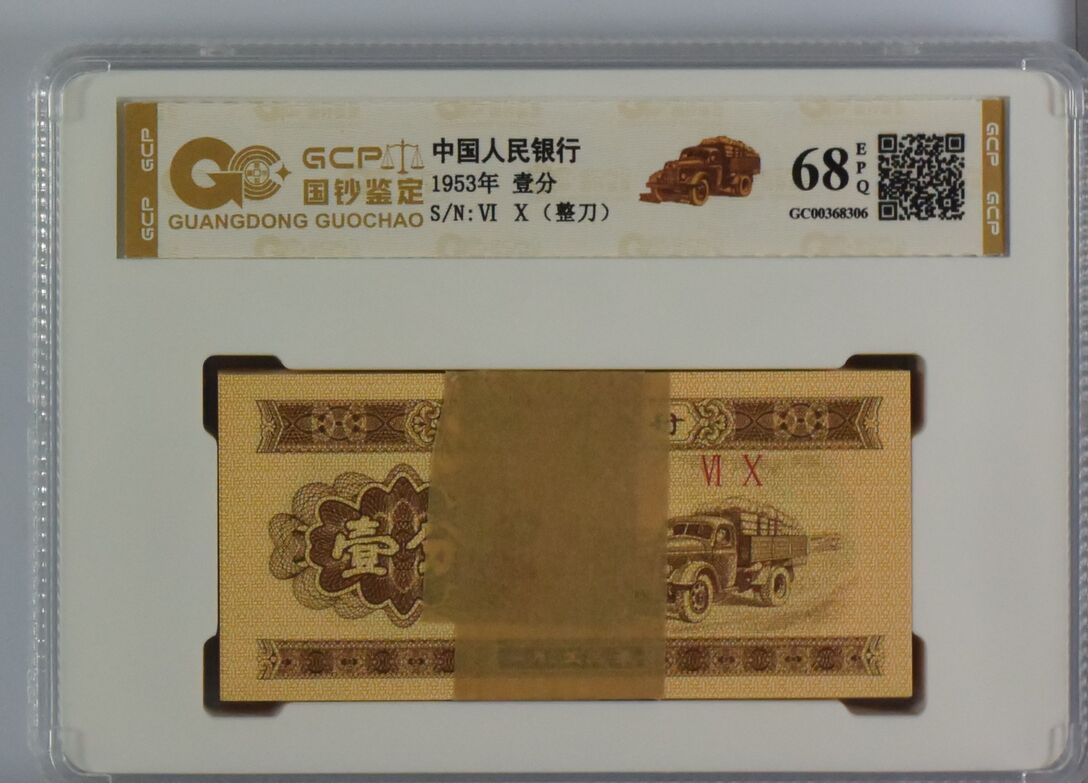 GCP GCP
GCP
国钞鉴定
GUANGDONG GUOCHAO
中国人民银行
1953年 壹分
S/N:Ⅵ Ⅹ(整刀)
68
EPQ
GC00368306
GCP GCP
Ⅵ Ⅹ
壹